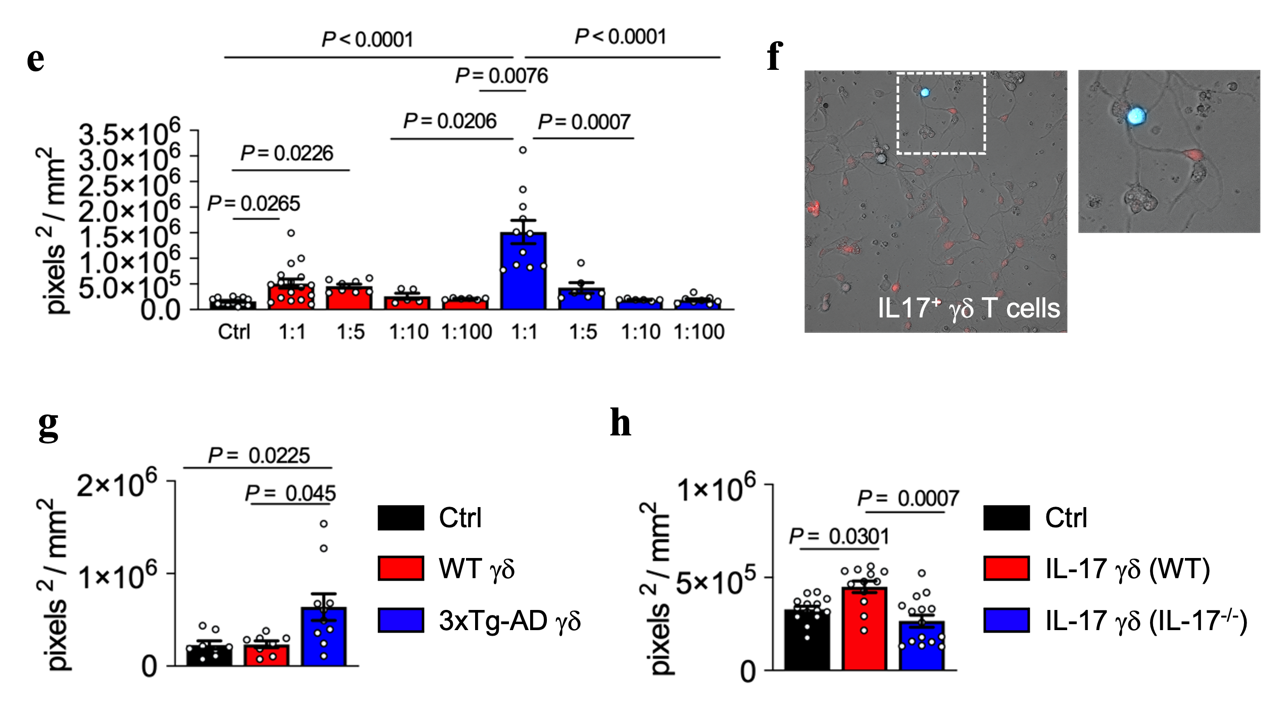 e
P < 0.0001
P < 0.0001
P = 0.0076
P = 0.0206
P = 0.0007
P = 0.0226
P = 0.0265
pixels ² / mm²
3.5×10⁶
3.0×10⁶
2.5×10⁶
2.0×10⁶
1.5×10⁶
1.0×10⁶
5.0×10⁵
0.0
Ctrl 1:1 1:5 1:10 1:100 1:1 1:5 1:10 1:100
f
IL17⁺ γδ T cells
g
P = 0.0225
P = 0.045
pixels ² / mm²
2×10⁶
1×10⁶
0
Ctrl
WT γδ
3xTg-AD γδ
h
P = 0.0007
P = 0.0301
pixels ² / mm²
1×10⁶
5×10⁵
0
Ctrl
IL-17 γδ (WT)
IL-17 γδ (IL-17⁻/⁻)